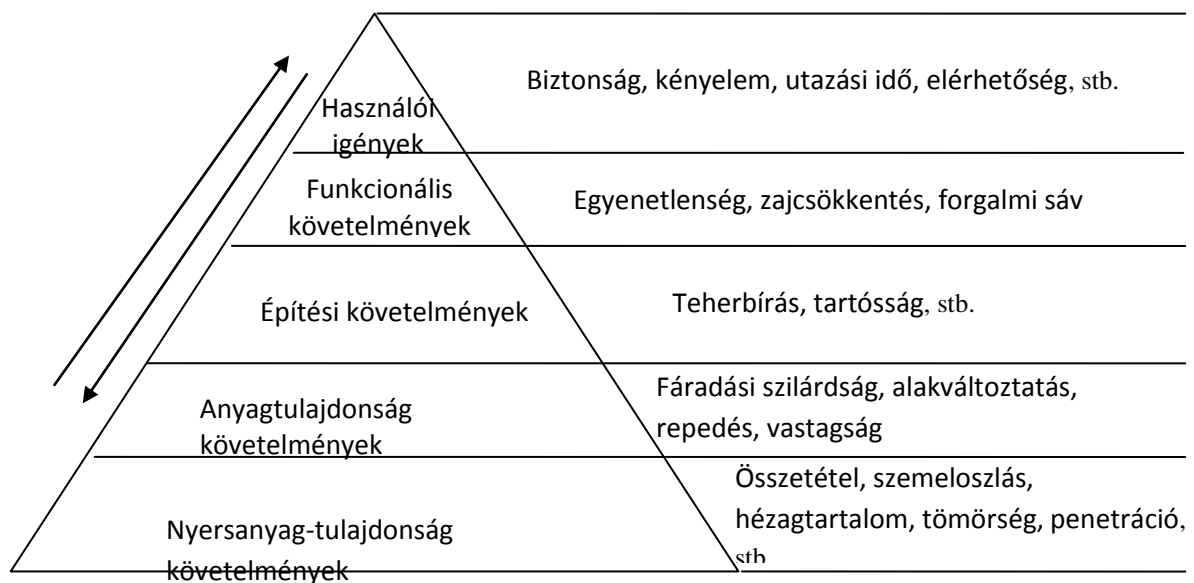 Biztonság, kényelem, utazási idő, elérhetőség, stb.
Használói
igények
Funkcionális
követelmények
Egyenetlenség, zajcsökkentés, forgalmi sáv
Építési követelmények
Teherbírás, tartósság, stb.
Anyagtulajdonság
követelmények
Fáradási szilárdság, alakváltoztatás,
repedés, vastagság
Nyersanyag-tulajdonság
követelmények
Összetétel, szemeloszlás,
hézagtartalom, tömörség, penetráció,
stb.